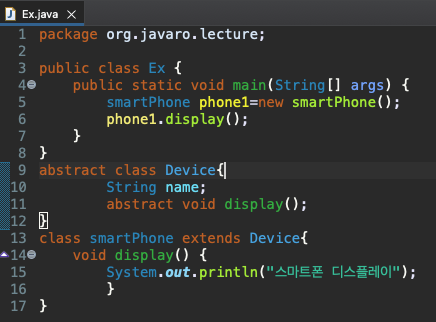 Ex.java
1 package org.javaro.lecture;
2
3 public class Ex {
4 public static void main(String[] args) {
5 smartPhone phone1=new smartPhone();
6 phone1.display();
7 }
8 }
9 abstract class Device{
10 String name;
11 abstract void display();
12 }
13 class smartPhone extends Device{
14 void display() {
15 System.out.println("스마트폰 디스플레이");
16 }
17 }